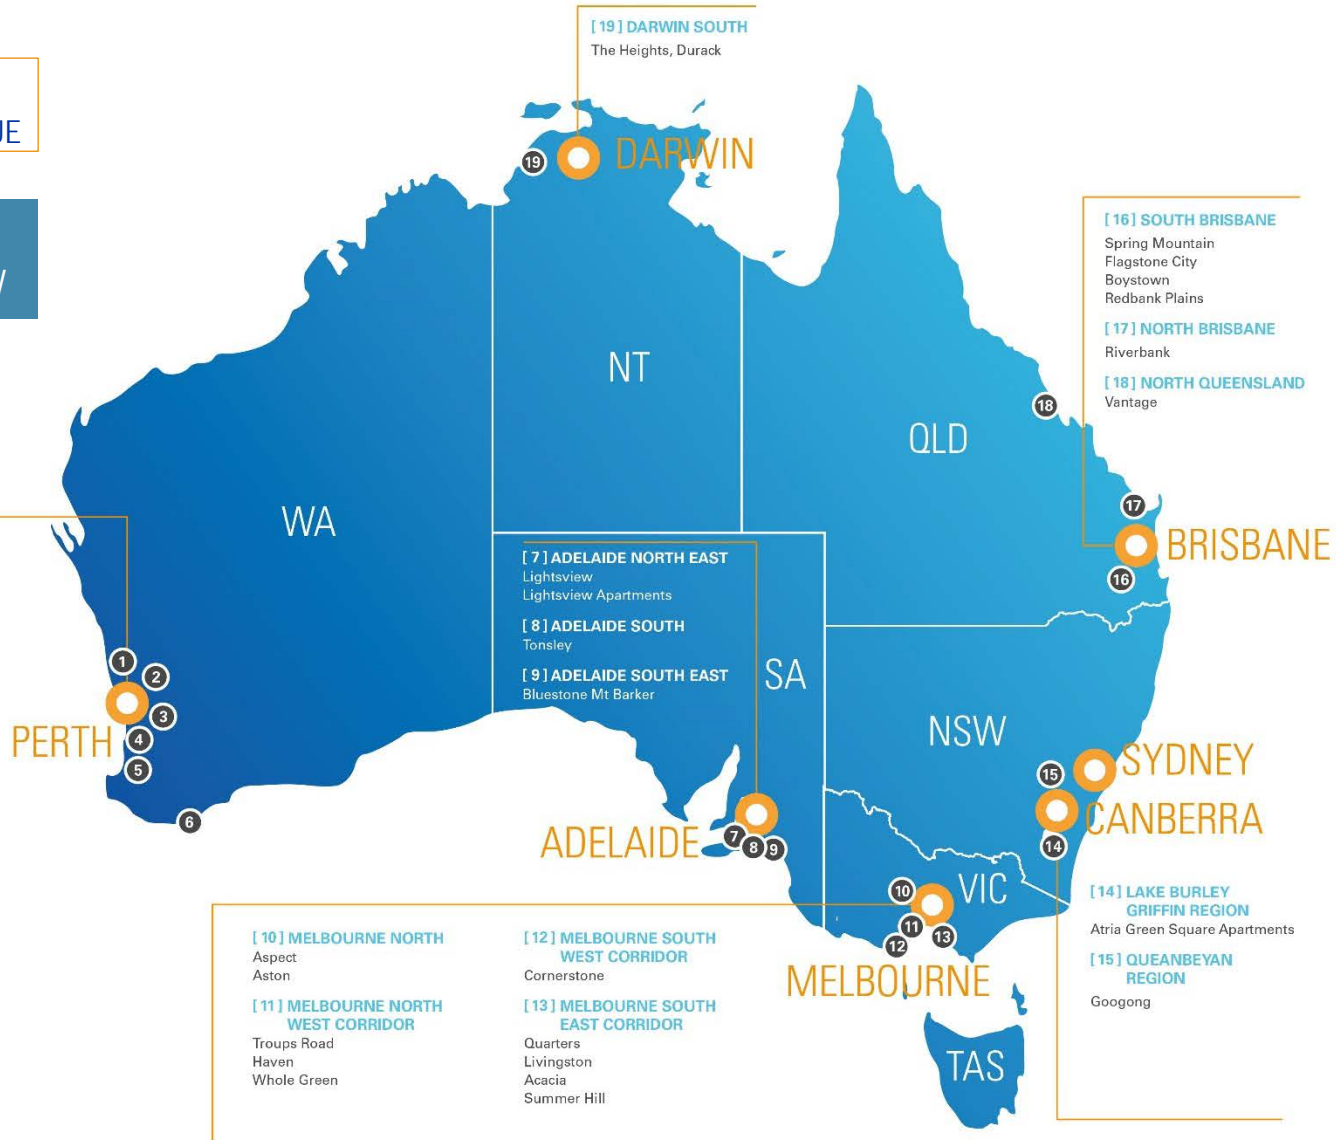 [19] DARWIN SOUTH
The Heights, Durack
UE
19
DARWIN
[16] SOUTH BRISBANE
Spring Mountain
Flagstone City
Boystown
Redbank Plains
[17] NORTH BRISBANE
Riverbank
[18] NORTH QUEENSLAND
Vantage
NT
18
QLD
17
WA
BRISBANE
16
[7] ADELAIDE NORTH EAST
Lightsview
Lightsview Apartments
[8] ADELAIDE SOUTH
Tonsley
[9] ADELAIDE SOUTH EAST
Bluestone Mt Barker
SA
1
2
3
PERTH
4
5
6
NSW
SYDNEY
15
CANBERRA
14
ADELAIDE
7
8
9
10
VIC
11
12
13
MELBOURNE
[14] LAKE BURLEY
GRIFFIN REGION
Atria Green Square Apartments
[15] QUEANBEYAN
REGION
Googong
[10] MELBOURNE NORTH
Aspect
Aston
[11] MELBOURNE NORTH
WEST CORRIDOR
Troups Road
Haven
Whole Green
[12] MELBOURNE SOUTH
WEST CORRIDOR
Cornerstone
[13] MELBOURNE SOUTH
EAST CORRIDOR
Quarters
Livingston
Acacia
Summer Hill
TAS